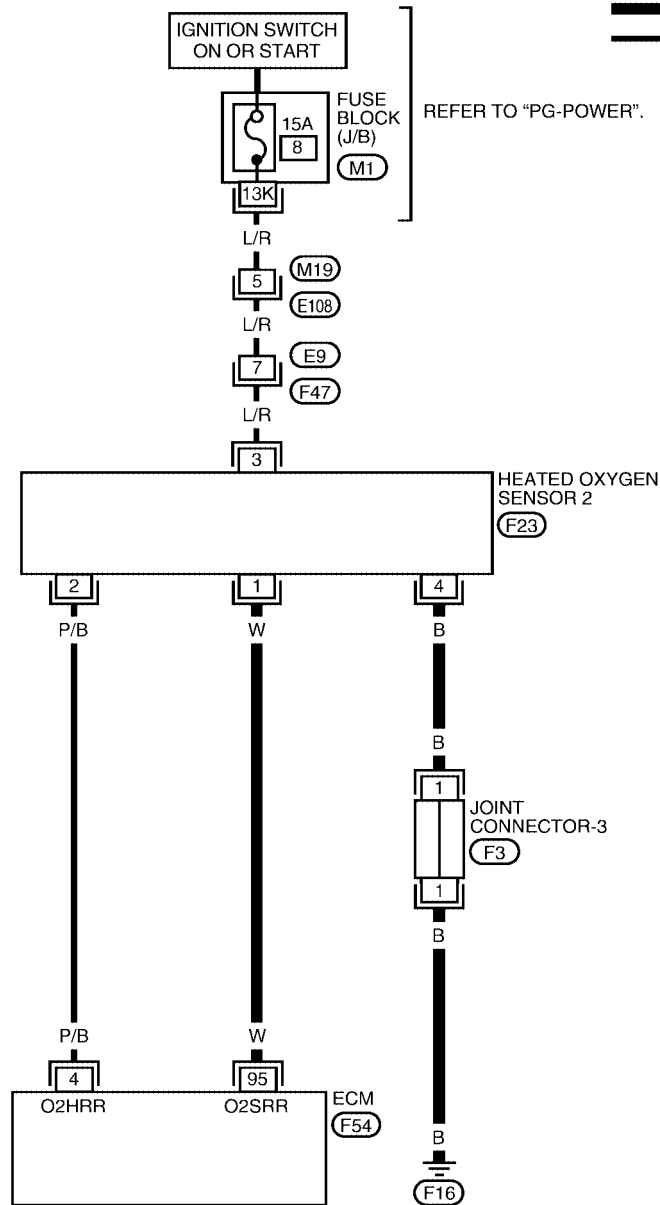 IGNITION SWITCH
ON OR START
FUSE
BLOCK
(J/B)
M1
15A
8
REFER TO “PG-POWER”.
13K
L/R
5
M19
E108
L/R
7
E9
F47
L/R
3
HEATED OXYGEN
SENSOR 2
F23
2
1
4
P/B
W
B
B
1
JOINT
CONNECTOR-3
F3
1
B
P/B
W
4
95
O2HRR
O2SRR
ECM
F54
B
F16